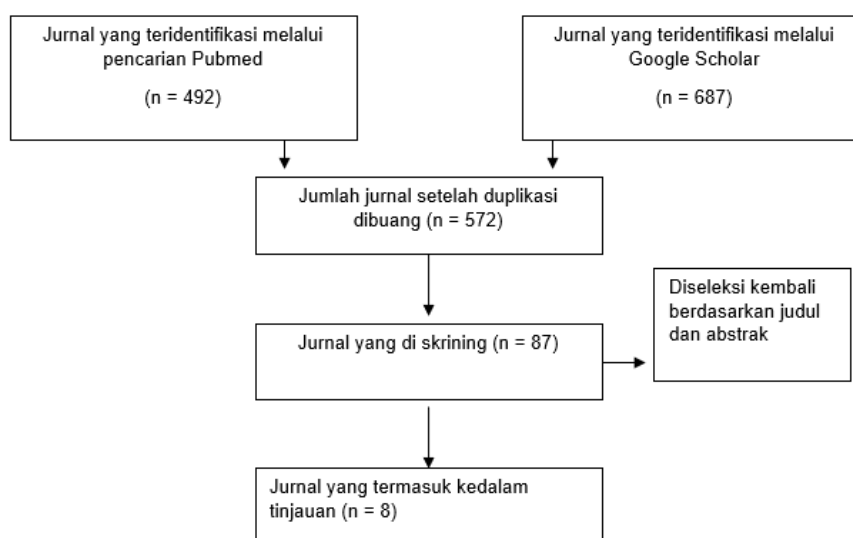 Jurnal yang teridentifikasi melalui
pencarian Pubmed
(n = 492)
Jurnal yang teridentifikasi melalui
Google Scholar
(n = 687)
Jumlah jurnal setelah duplikasi
dibuang (n = 572)
Diseleksi kembali
berdasarkan judul
dan abstrak
Jurnal yang di skrining (n = 87)
Jurnal yang termasuk kedalam
tinjauan (n = 8)